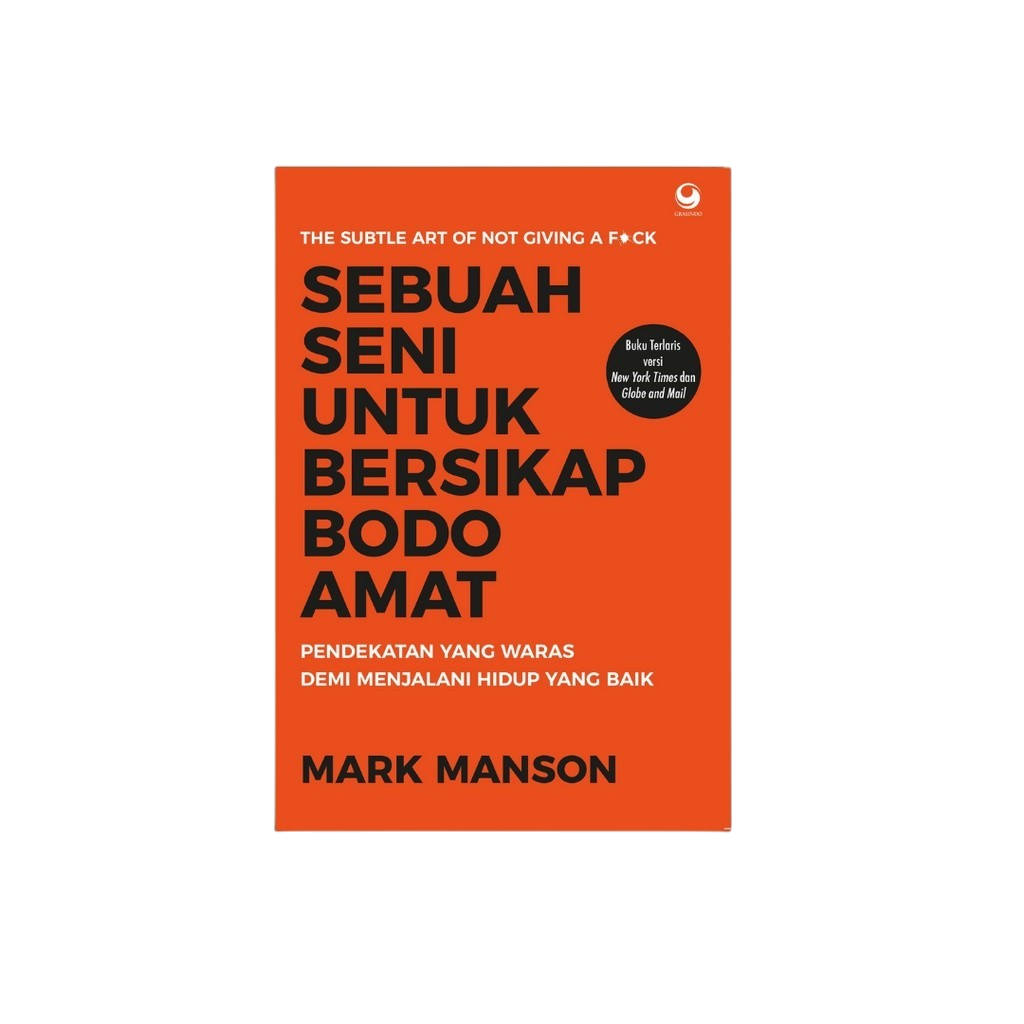 GRASINDO
THE SUBTLE ART OF NOT GIVING A F*CK
SEBUAH
SENI
UNTUK
BERSIKAP
BODO
AMAT
Buku Terlaris
versi
New York Times dan
Globe and Mail
PENDEKATAN YANG WARAS
DEMI MENJALANI HIDUP YANG BAIK
MARK MANSON